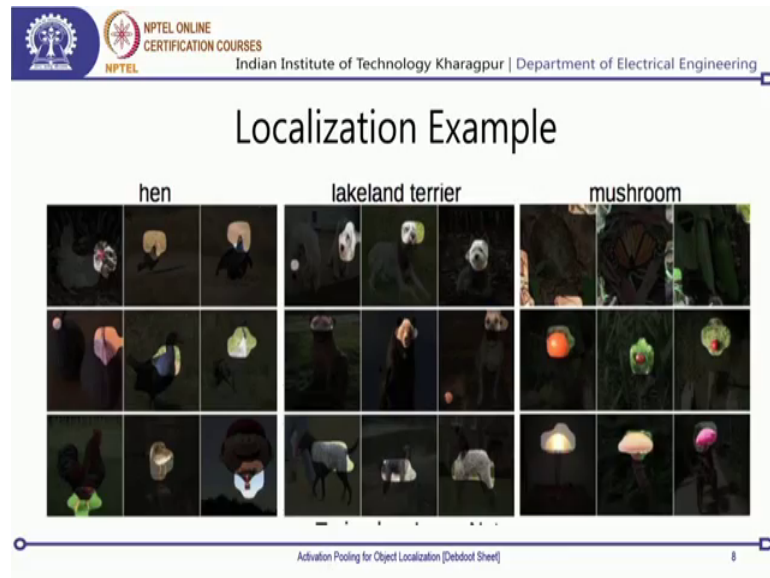 NPTEL ONLINE
CERTIFICATION COURSES
NPTEL
Indian Institute of Technology Kharagpur | Department of Electrical Engineering
Localization Example
hen
lakeland terrier
mushroom
Activation Pooling for Object Localization [Debdoot Sheet]
8